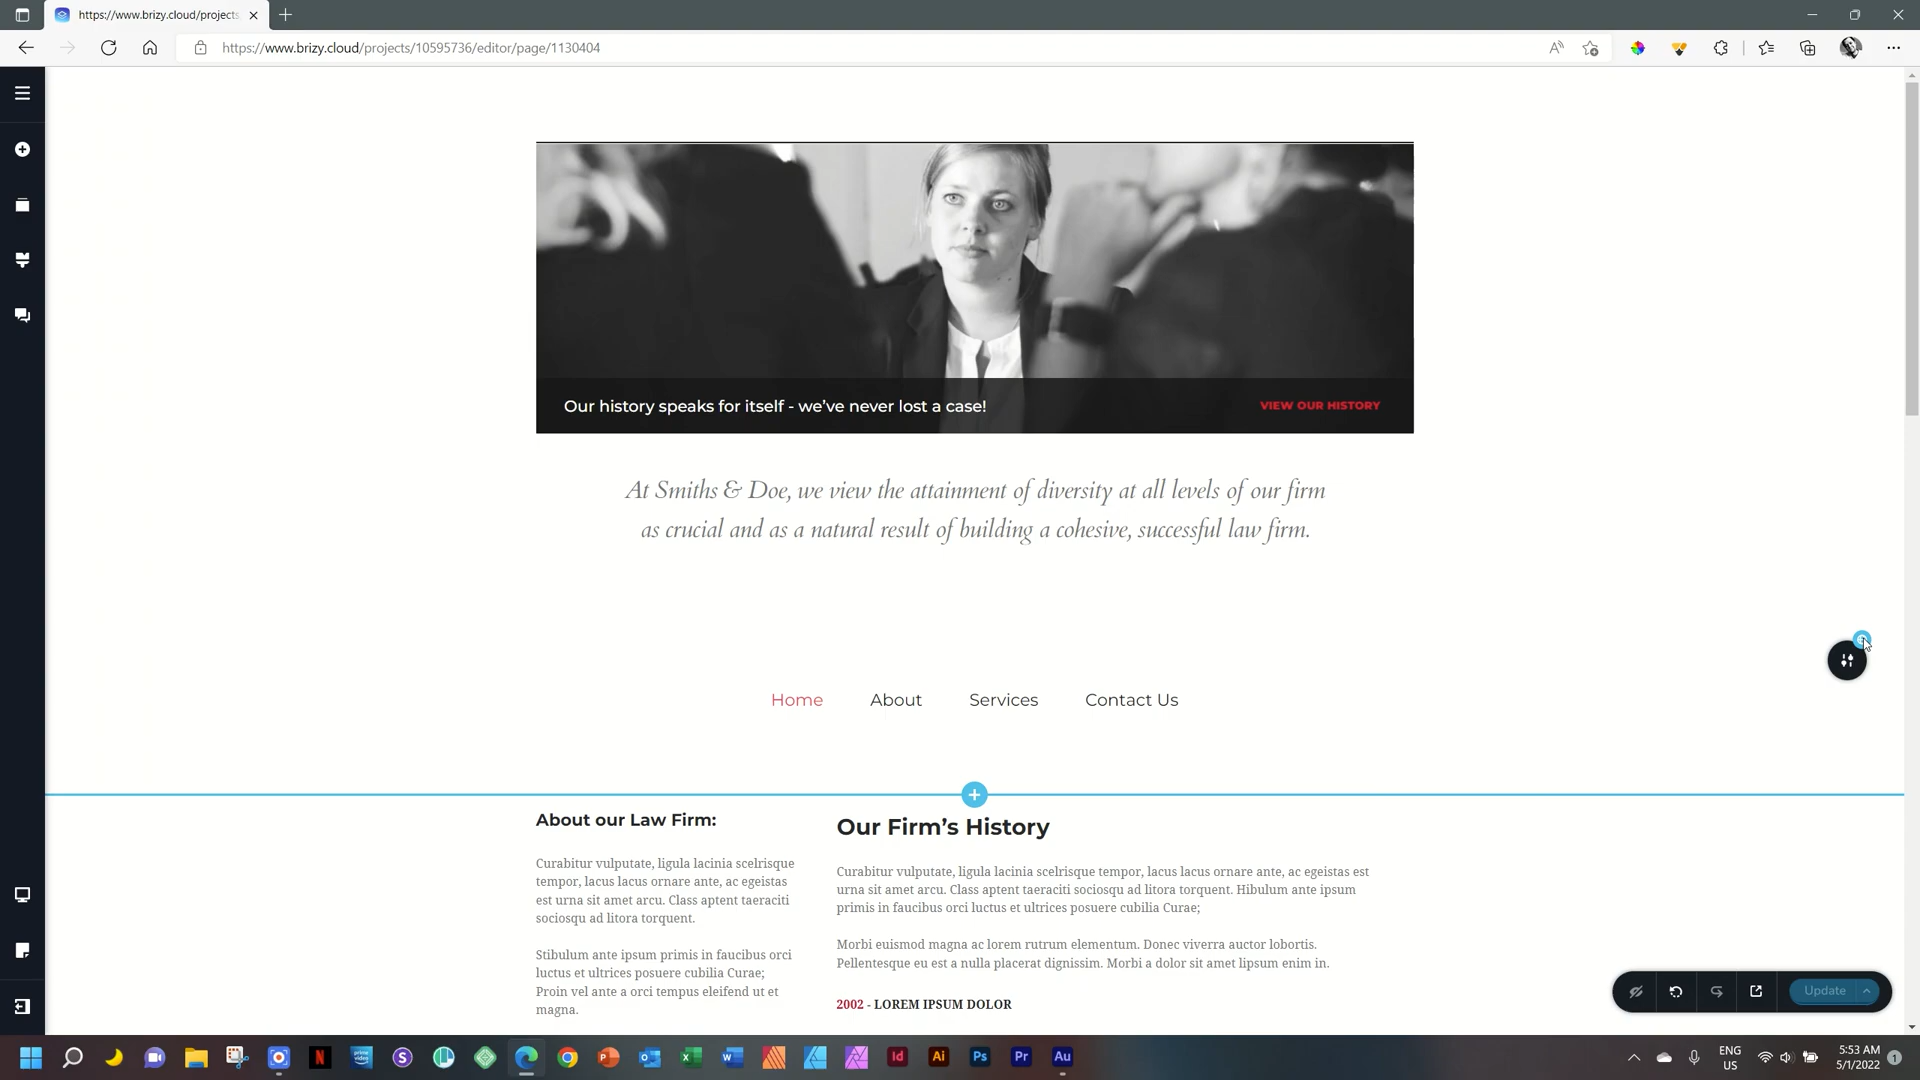 https://www.brizy.cloud/projects
https://www.brizy.cloud/projects/10595736/editor/page/1130404
Our history speaks for itself - we've never lost a case!
VIEW OUR HISTORY
At Smiths & Doe, we view the attainment of diversity at all levels of our firm
as crucial and as a natural result of building a cohesive, successful law firm.
Home About Services Contact Us
About our Law Firm:
Curabitur vulputate, ligula lacinia scelrisque
tempor, lacus lacus ornare ante, ac egeistas
est urna sit amet arcu. Class aptent taeraciti
sociosqu ad litora torquent.
Stibulum ante ipsum primis in faucibus orci
luctus et ultrices posuere cubilia Curae;
Proin vel ante a orci tempus eleifend ut et
magna.
Our Firm's History
Curabitur vulputate, ligula lacinia scelrisque tempor, lacus lacus ornare ante, ac egeistas est
urna sit amet arcu. Class aptent taeraciti sociosqu ad litora torquent. Hibulum ante ipsum
primis in faucibus orci luctus et ultrices posuere cubilia Curae;
Morbi euismod magna ac lorem rutrum elementum. Donec viverra auctor lobortis.
Pellentesque eu est a nulla placerat dignissim. Morbi a dolor sit amet lipsum enim in.
2002 - LOREM IPSUM DOLOR
Update
ENG
US
5:53 AM
5/1/2022
1
N
prime video
S
Id
Ai
Ps
Pr
Au